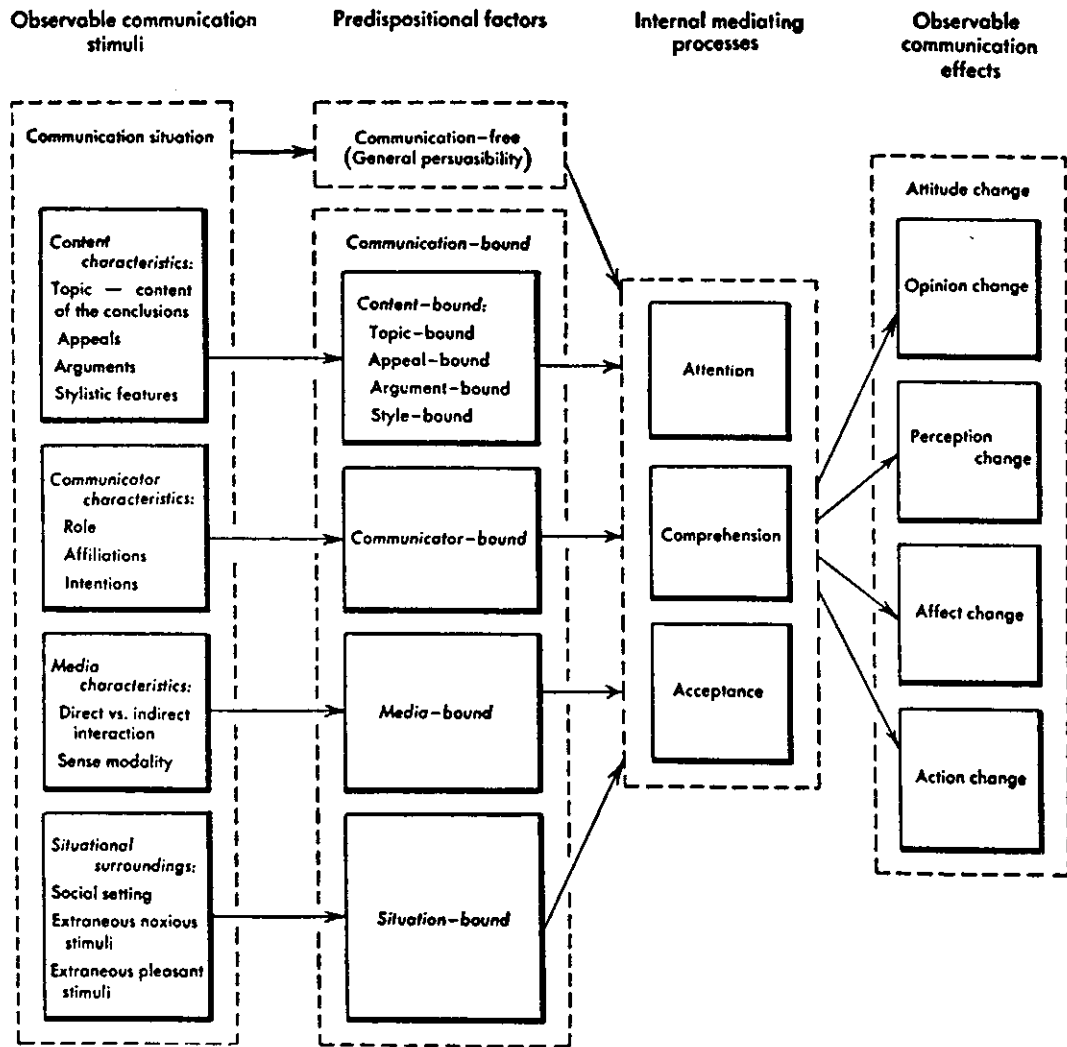 Observable communication
stimuli
Predispositional factors
Internal mediating
processes
Observable
communication
effects
Communication situation
Content
characteristics:
Topic — content
of the conclusions
Appeals
Arguments
Stylistic features
Communicator
characteristics:
Role
Affiliations
Intentions
Media
characteristics:
Direct vs. indirect
interaction
Sense modality
Situational
surroundings:
Social setting
Extraneous noxious
stimuli
Extraneous pleasant
stimuli
Communication-free
(General persuasibility)
Communication-bound
Content-bound:
Topic-bound
Appeal-bound
Argument-bound
Style-bound
Communicator-bound
Media-bound
Situation-bound
Attention
Comprehension
Acceptance
Attitude change
Opinion change
Perception
change
Affect change
Action change